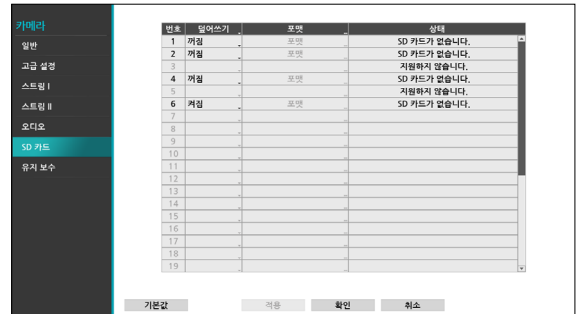 카메라
일반
고급 설정
스트림 I
스트림 II
오디오
SD 카드
유지 보수
번호 덮어쓰기 포맷 상태
1 꺼짐 포맷 SD 카드가 없습니다.
2 꺼짐 포맷 SD 카드가 없습니다.
3 지원하지 않습니다.
4 꺼짐 포맷 SD 카드가 없습니다.
5 지원하지 않습니다.
6 켜짐 포맷 SD 카드가 없습니다.
7
8
9
10
11
12
13
14
15
16
17
18
19
기본값 적용 확인 취소